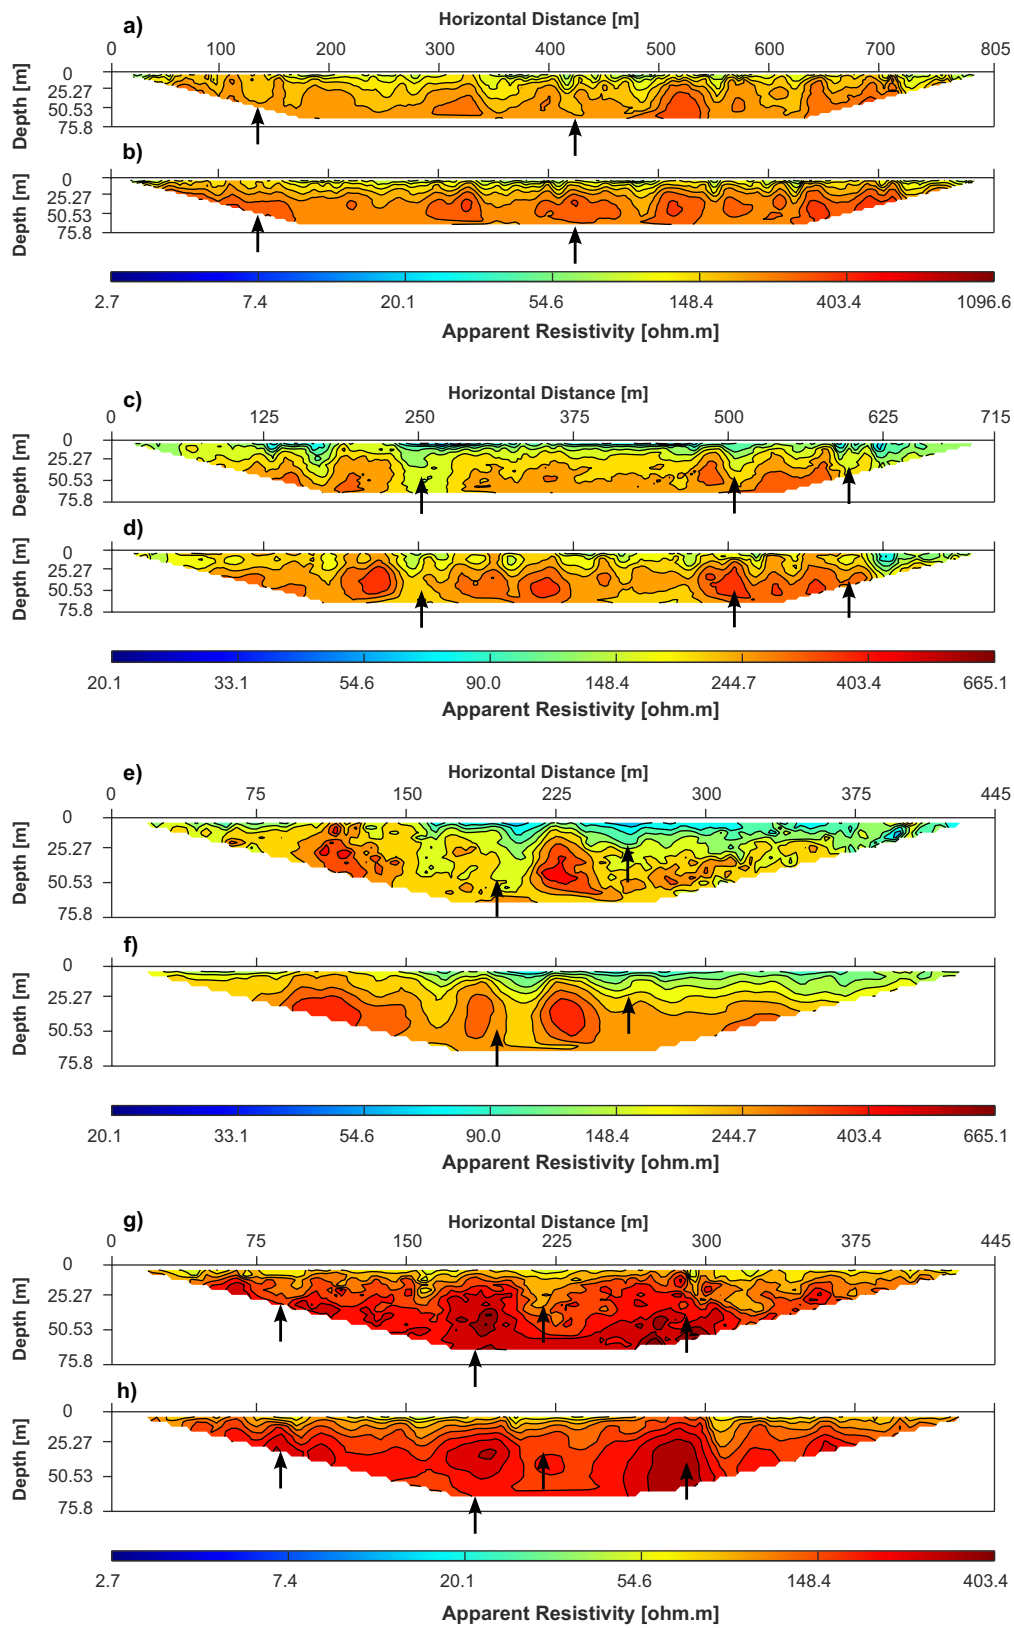 a)
Horizontal Distance [m]
0 100 200 300 400 500 600 700 805
Depth [m]
0
25.27
50.53
75.8
b)
Depth [m]
0
25.27
50.53
75.8
2.7 7.4 20.1 54.6 148.4 403.4 1096.6
Apparent Resistivity [ohm.m]
c)
Horizontal Distance [m]
0 125 250 375 500 625 715
Depth [m]
0
25.27
50.53
75.8
d)
Depth [m]
0
25.27
50.53
75.8
20.1 33.1 54.6 90.0 148.4 244.7 403.4 665.1
Apparent Resistivity [ohm.m]
e)
Horizontal Distance [m]
0 75 150 225 300 375 445
Depth [m]
0
25.27
50.53
75.8
f)
Depth [m]
0
25.27
50.53
75.8
20.1 33.1 54.6 90.0 148.4 244.7 403.4 665.1
Apparent Resistivity [ohm.m]
g)
Horizontal Distance [m]
0 75 150 225 300 375 445
Depth [m]
0
25.27
50.53
75.8
h)
Depth [m]
0
25.27
50.53
75.8
2.7 7.4 20.1 54.6 148.4 403.4
Apparent Resistivity [ohm.m]